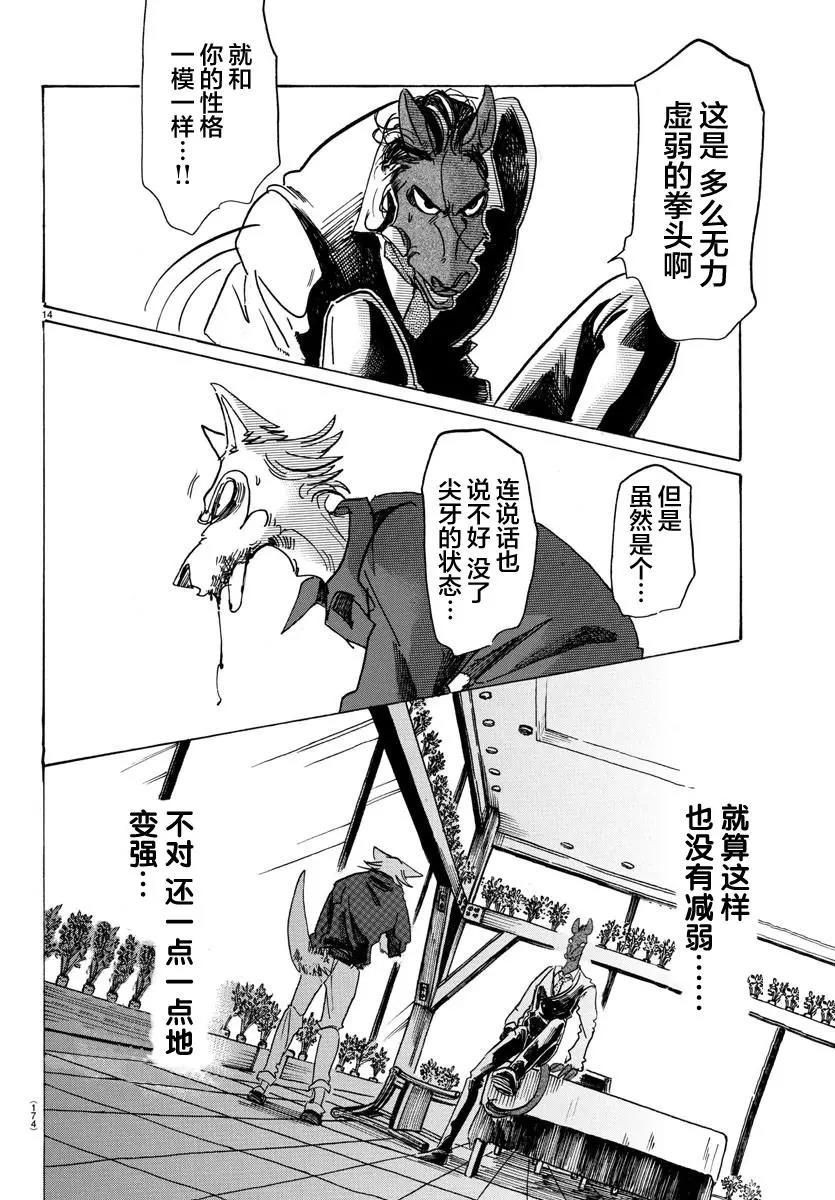 这是 多么无力
虚弱的拳头啊
就和
你的性格
一模一样…!!
14
但是
虽然是个…
连说话也
说不好 没了
尖牙的状态…
就算这样
也没有减弱……
不对 还一点一点地
变强…
(174)